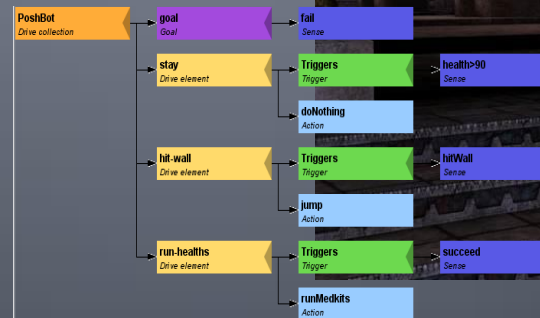 PoshBot
Drive collection
goal
Goal
fail
Sense
stay
Drive element
Triggers
Trigger
health>90
Sense
doNothing
Action
hit-wall
Drive element
Triggers
Trigger
hitWall
Sense
jump
Action
run-healths
Drive element
Triggers
Trigger
succeed
Sense
runMedkits
Action